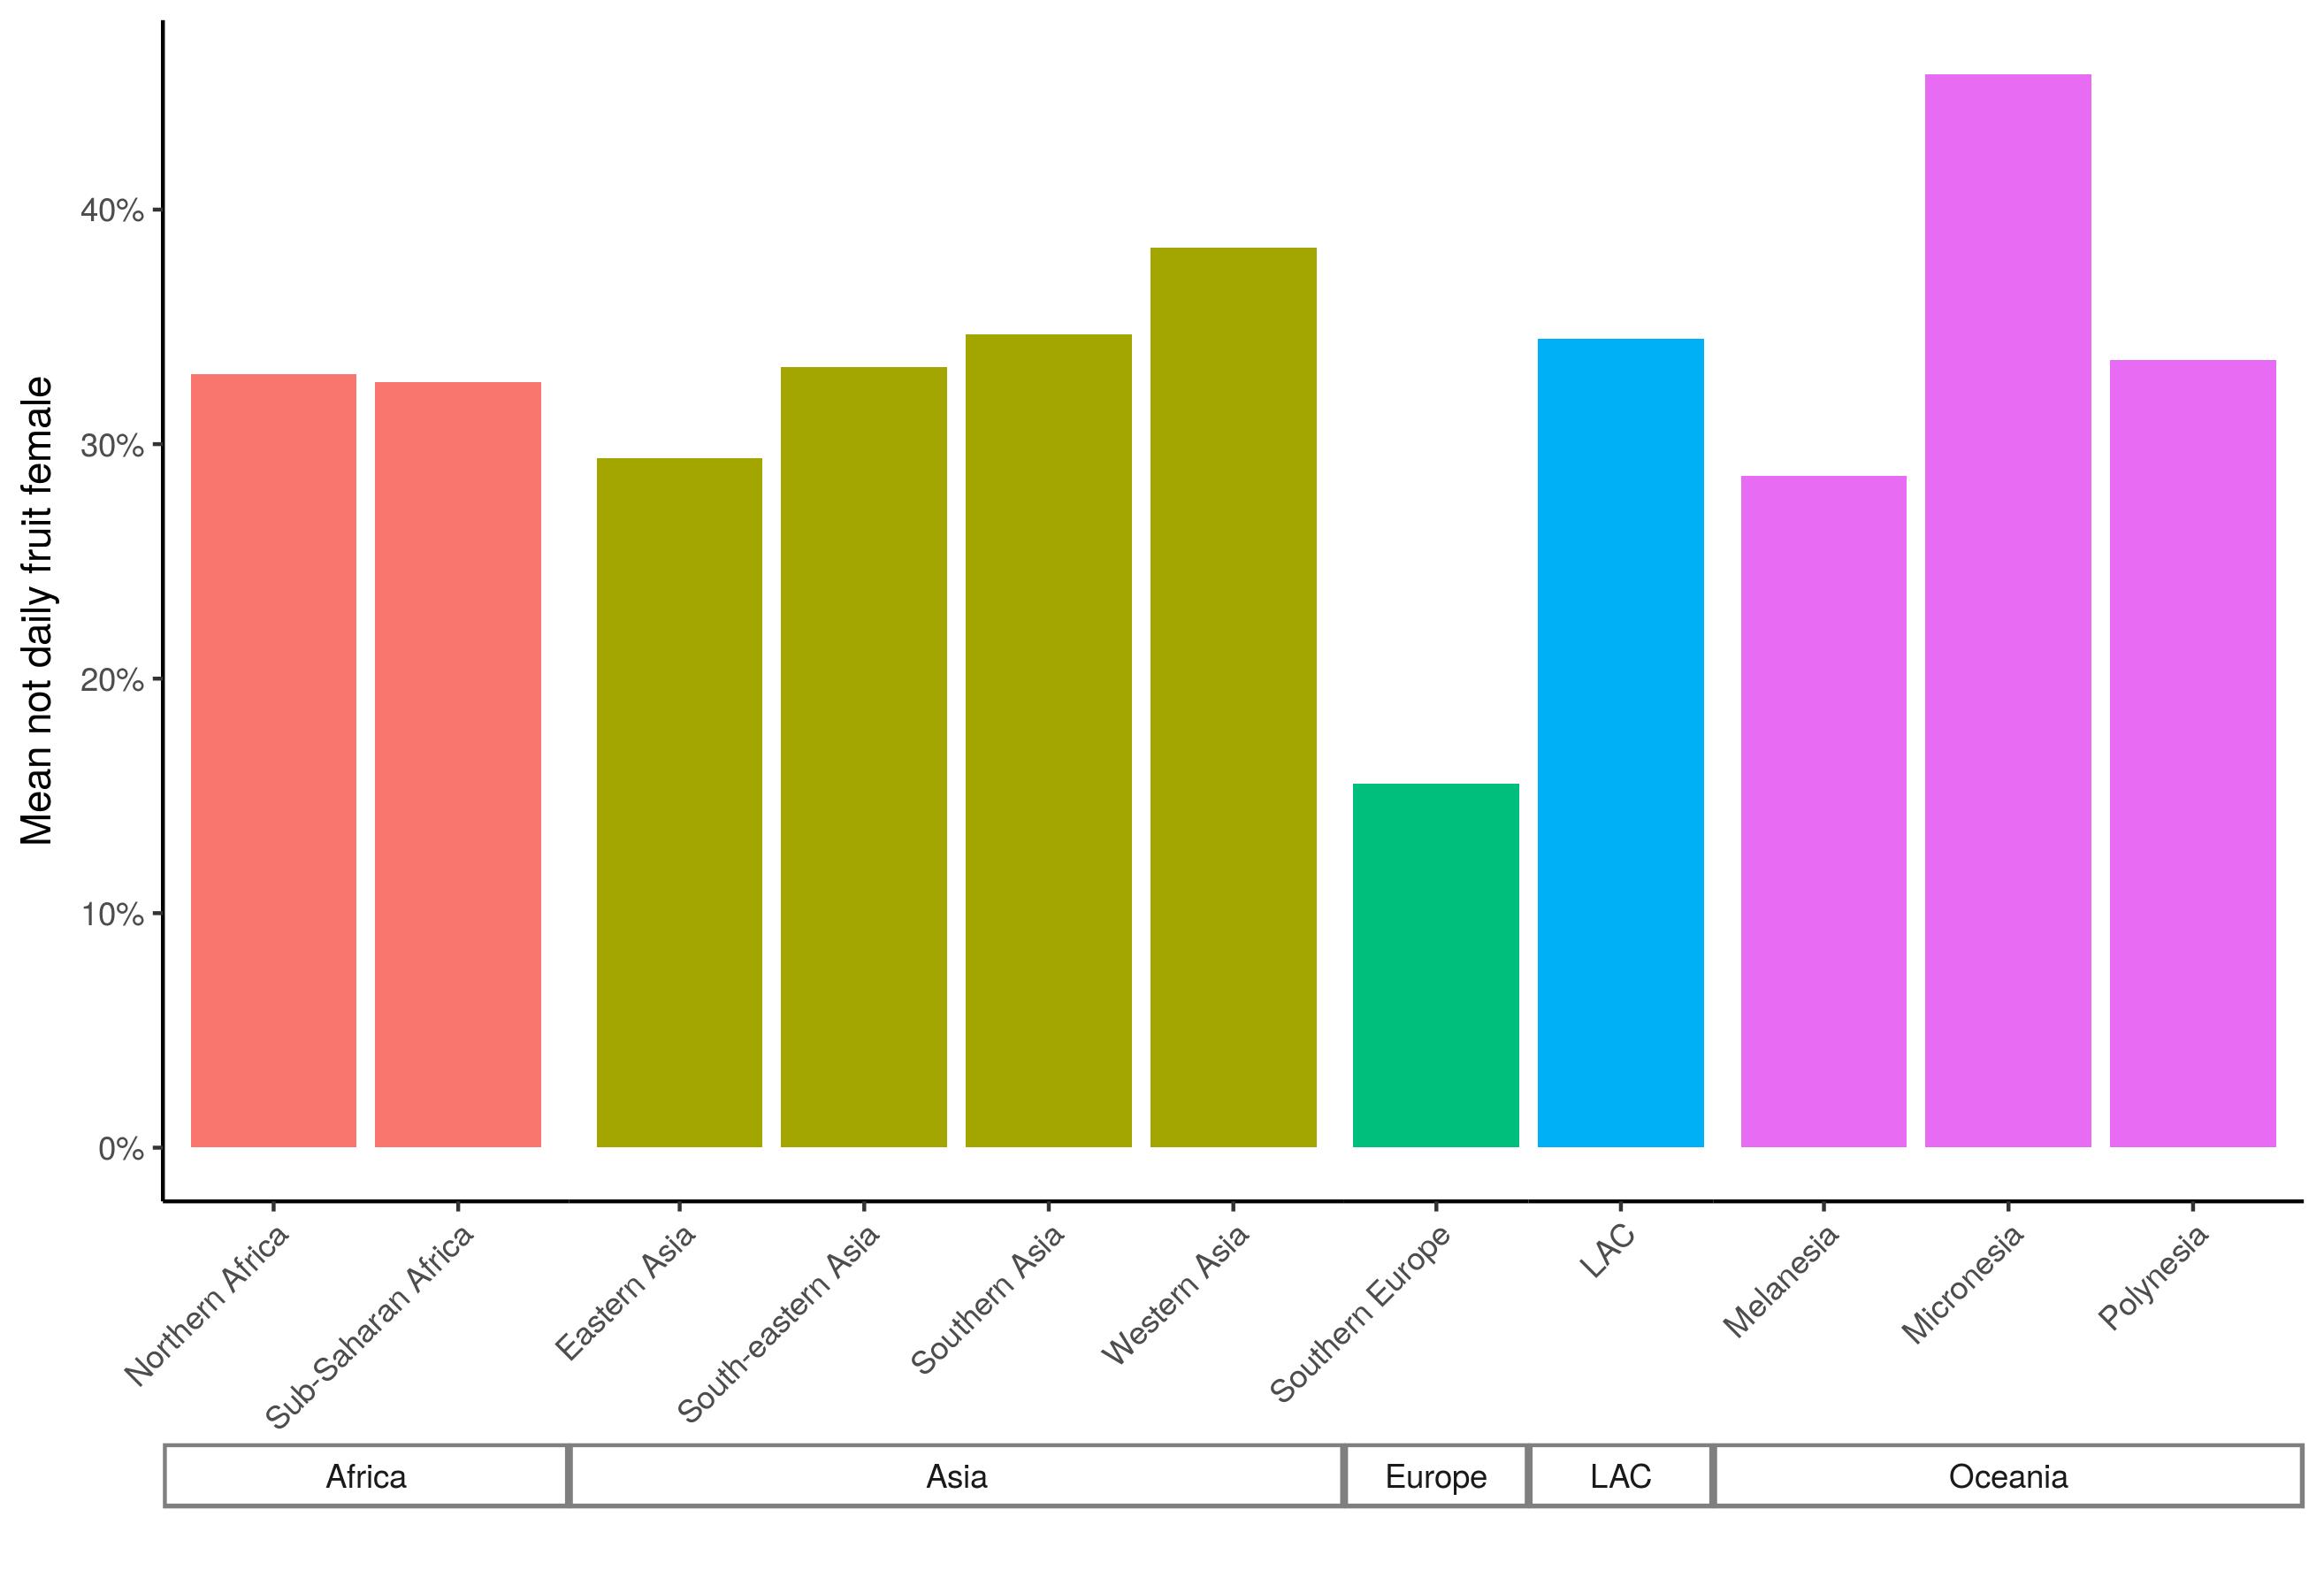 Mean not daily fruit female
40%
30%
20%
10%
0%
Northern Africa
Sub-Saharan Africa
Eastern Asia
South-eastern Asia
Southern Asia
Western Asia
Southern Europe
LAC
Melanesia
Micronesia
Polynesia
Africa
Asia
Europe
LAC
Oceania